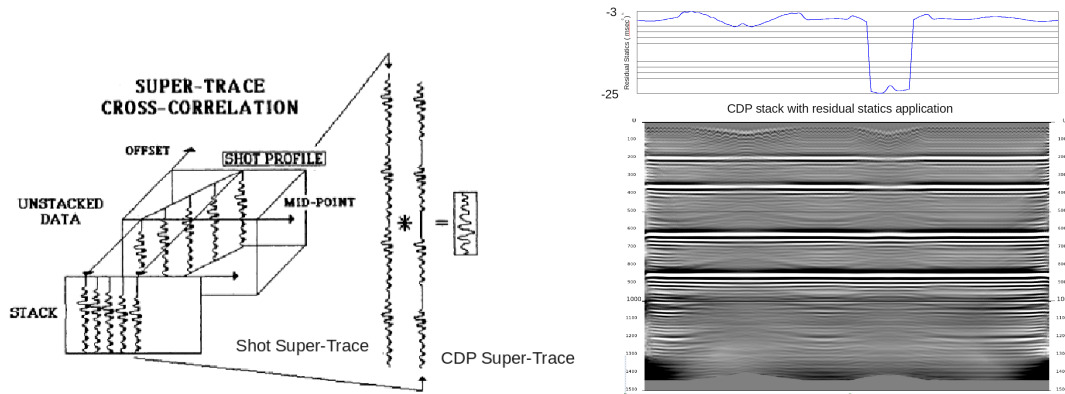 SUPER-TRACE
CROSS-CORRELATION
OFFSET
SHOT PROFILE
UNSTACKED
DATA
MID-POINT
*
=
STACK
Shot Super-Trace
CDP Super-Trace
-3
Residual Statics ( msec )
-25
CDP stack with residual statics application
0
100
200
300
400
500
600
700
800
900
1000
1100
1200
1300
1400
1500